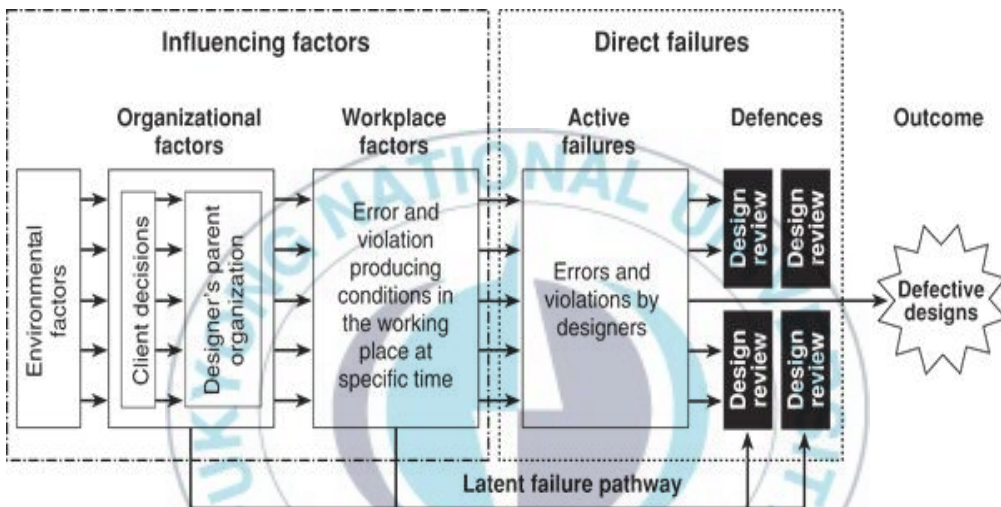 Influencing factors
Direct failures
Organizational
factors
Workplace
factors
Active
failures
Defences
Outcome
Environmental
factors
Client decisions
Designer's parent
organization
Error and
violation
producing
conditions in
the working
place at
specific time
Errors and
violations by
designers
Design
review
Design
review
Design
review
Design
review
Defective
designs
Latent failure pathway